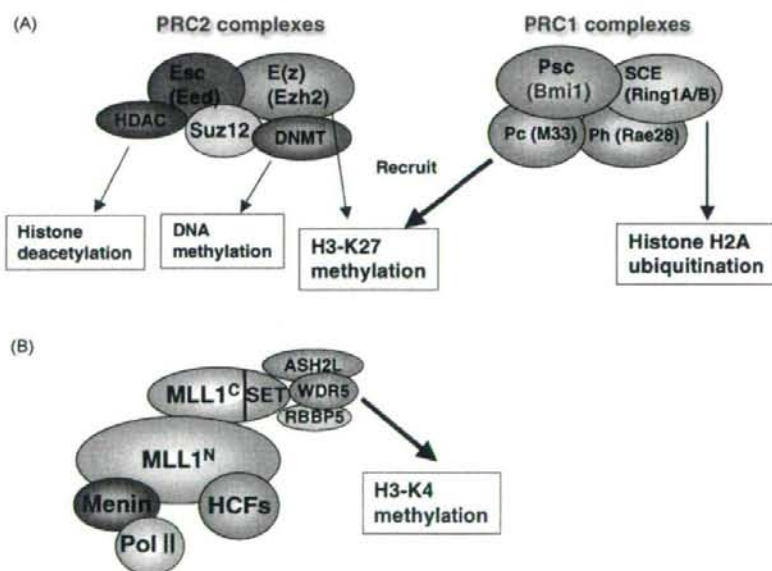 (A)
PRC2 complexes
PRC1 complexes
Esc
(Eed)
E(z)
(Ezh2)
HDAC
Suz12
DNMT
Psc
(Bmi1)
SCE
(Ring1A/B)
Pc (M33)
Ph (Rae28)
Recruit
Histone
deacetylation
DNA
methylation
H3-K27
methylation
Histone H2A
ubiquitination
(B)
ASH2L
MLL1C
SET
WDR5
RBBP5
MLL1N
Menin
HCFs
Pol II
H3-K4
methylation